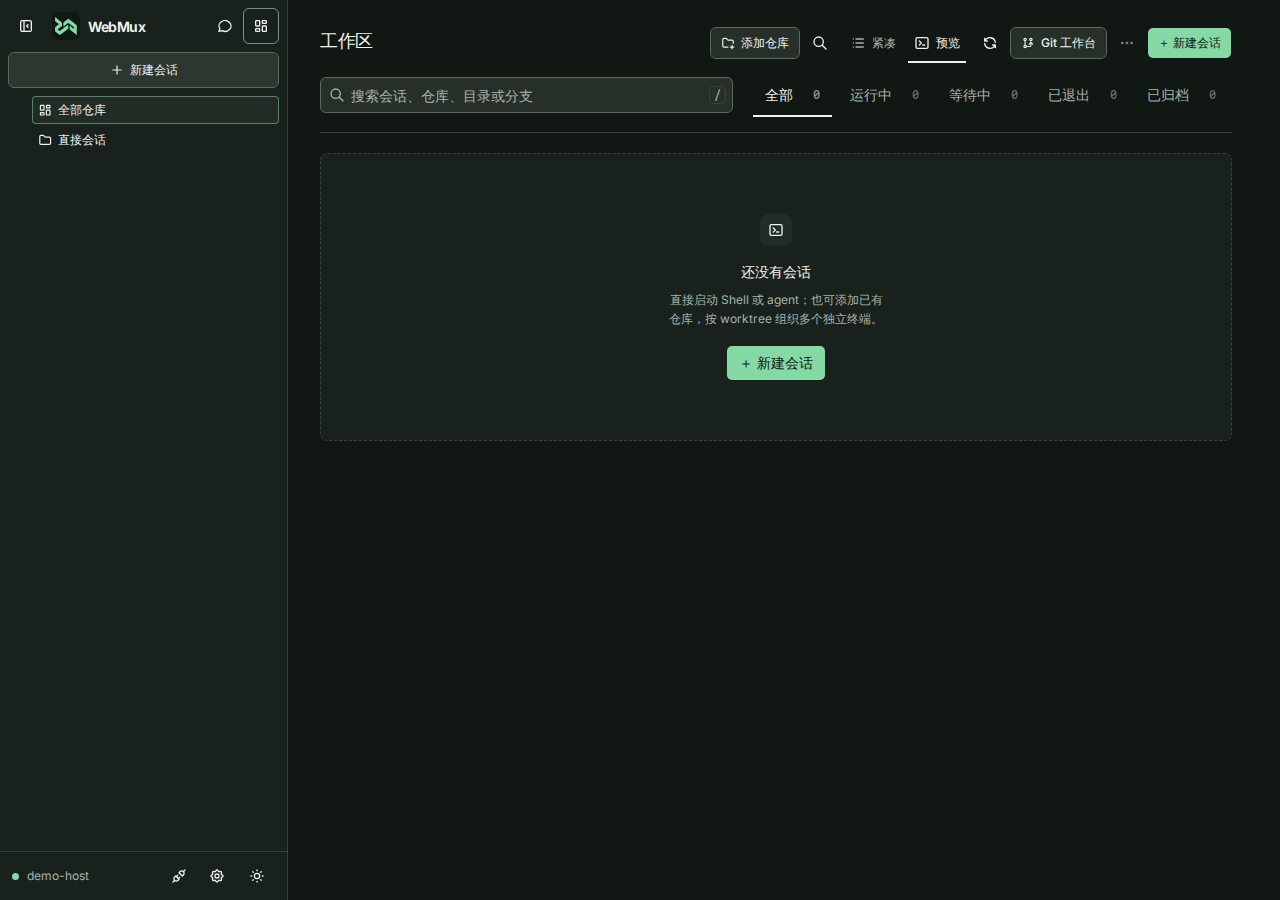 WebMux
新建会话
全部仓库
直接会话
demo-host
工作区
添加仓库
紧凑
预览
Git 工作台
+ 新建会话
搜索会话、仓库、目录或分支 /
全部 0
运行中 0
等待中 0
已退出 0
已归档 0
还没有会话
直接启动 Shell 或 agent；也可添加已有
仓库，按 worktree 组织多个独立终端。
+ 新建会话